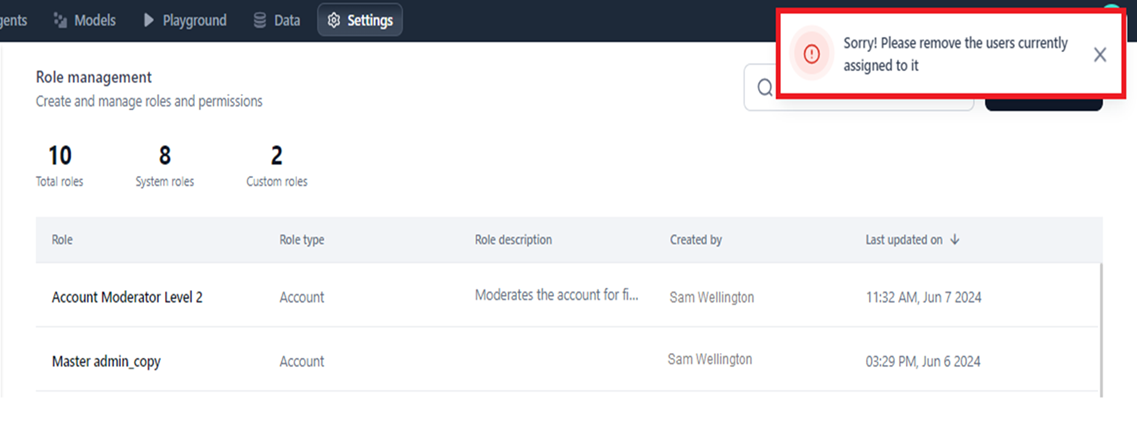 gents Models Playground Data Settings
Sorry! Please remove the users currently
assigned to it
Role management
Create and manage roles and permissions
10 8 2
Total roles System roles Custom roles
Role Role type Role description Created by Last updated on
Account Moderator Level 2 Account Moderates the account for fi... Sam Wellington 11:32 AM, Jun 7 2024
Master admin_copy Account Sam Wellington 03:29 PM, Jun 6 2024